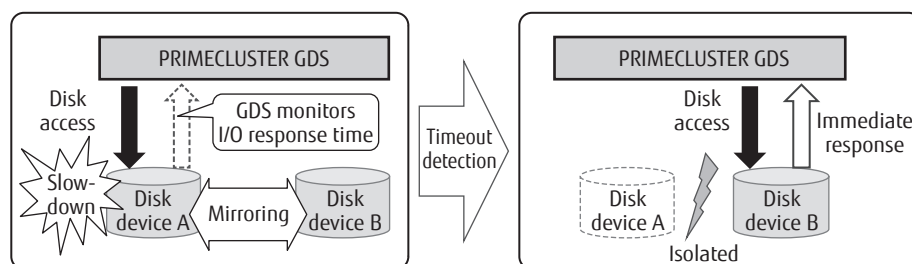 PRIMECLUSTER GDS
Disk
access
GDS monitors
I/O response time
Slow-
down
Disk
device A
Mirroring
Disk
device B
Timeout
detection
PRIMECLUSTER GDS
Disk
access
Immediate
response
Disk
device A
Disk
device B
Isolated